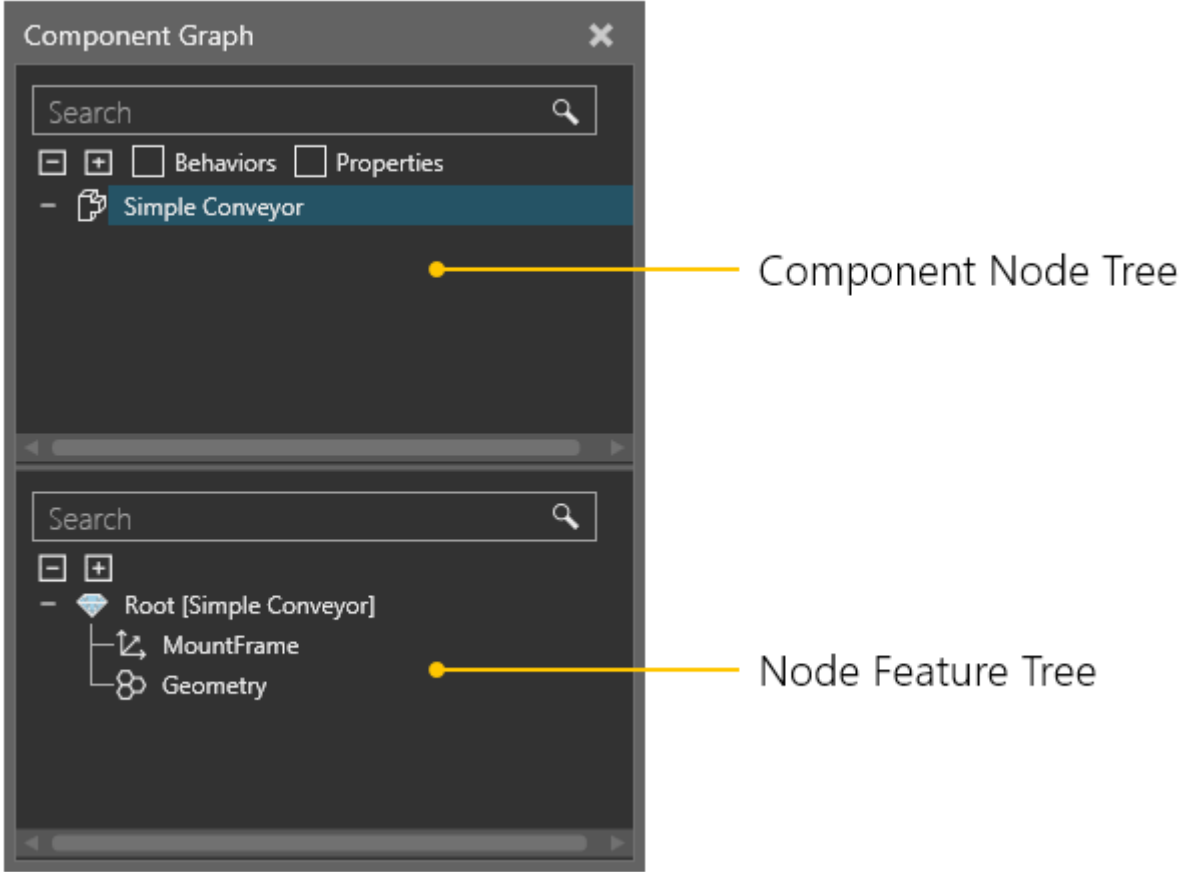 Component Graph
Search
Behaviors Properties
Simple Conveyor
Component Node Tree
Search
Root [Simple Conveyor]
MountFrame
Geometry
Node Feature Tree